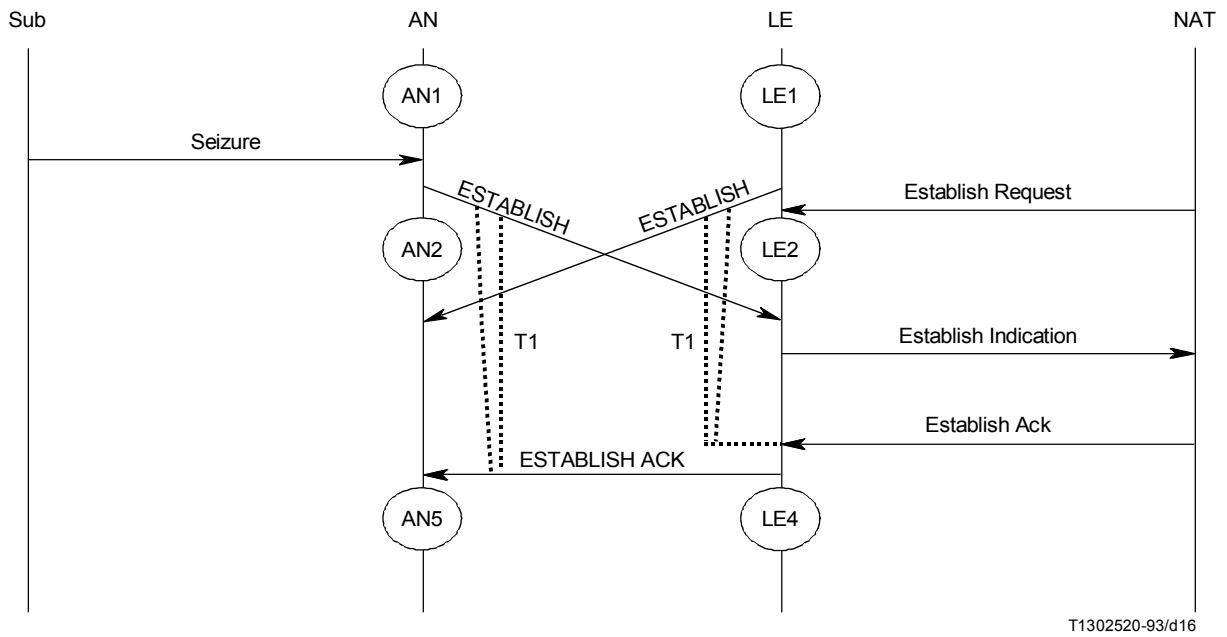 Sub
AN
LE
NAT
AN1
LE1
Seizure
ESTABLISH
ESTABLISH
Establish Request
AN2
LE2
T1
T1
Establish Indication
Establish Ack
ESTABLISH ACK
AN5
LE4
T1302520-93/d16